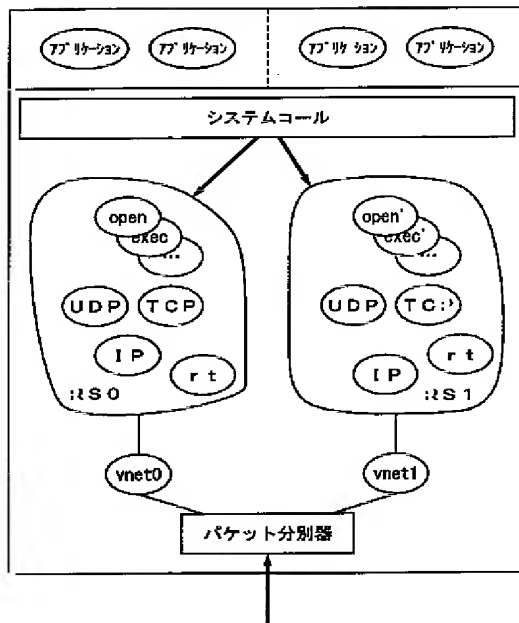 アプリケーション アプリケーション アプリケーション アプリケーション
システムコール
open
exec
...
UDP TCP
IP
rt
RS0
open'
exec'
...
UDP TCP
IP
rt
RS1
vnet0 vnet1
パケット分別器